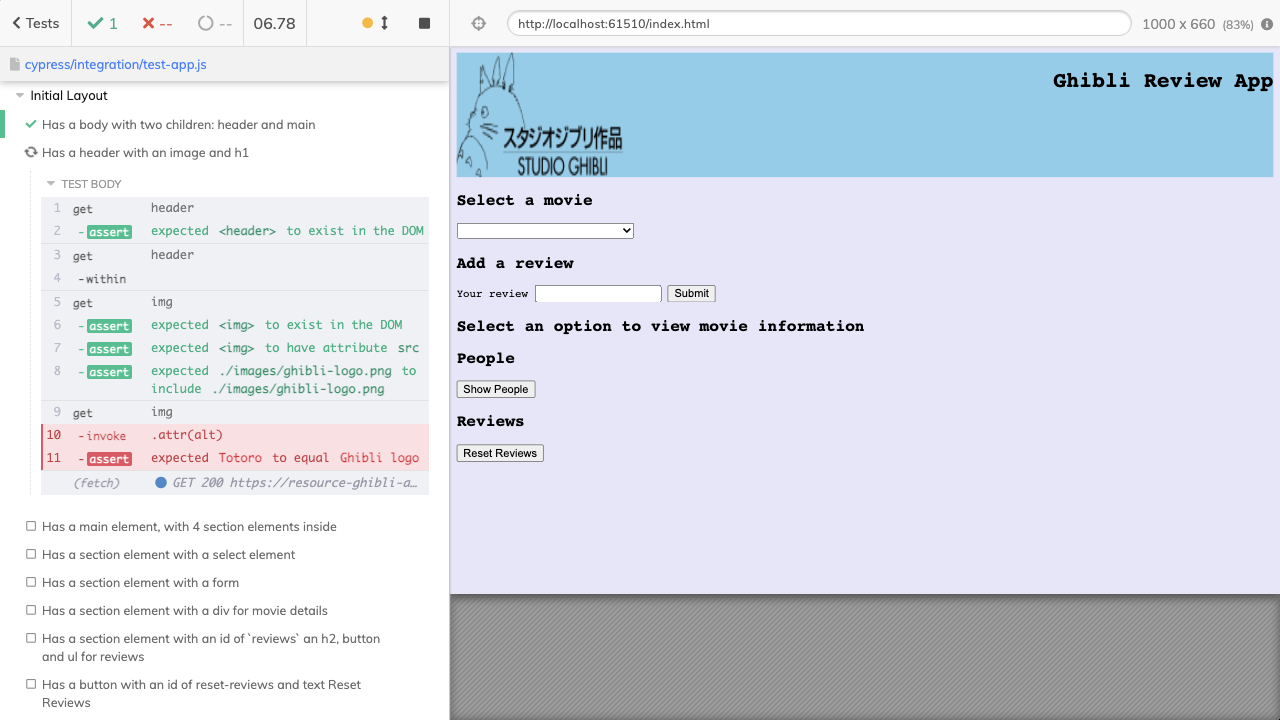 Tests
1
--
--
06.78
cypress/integration/test-app.js
Initial Layout
Has a body with two children: header and main
Has a header with an image and h1
TEST BODY
1 get header
2 -assert expected <header> to exist in the DOM
3 get header
4 -within
5 get img
6 -assert expected <img> to exist in the DOM
7 -assert expected <img> to have attribute src
8 -assert expected ./images/ghibli-logo.png to
include ./images/ghibli-logo.png
9 get img
10 -invoke .attr(alt)
11 -assert expected Totoro to equal Ghibli logo
(fetch) GET 200 https://resource-ghibli-a…
Has a main element, with 4 section elements inside
Has a section element with a select element
Has a section element with a form
Has a section element with a div for movie details
Has a section element with an id of `reviews` an h2, button
and ul for reviews
Has a button with an id of reset-reviews and text Reset
Reviews
http://localhost:61510/index.html
1000 x 660 (83%)
Ghibli Review App
スタジオジブリ作品
STUDIO GHIBLI
Select a movie
Add a review
Your review Submit
Select an option to view movie information
People
Show People
Reviews
Reset Reviews